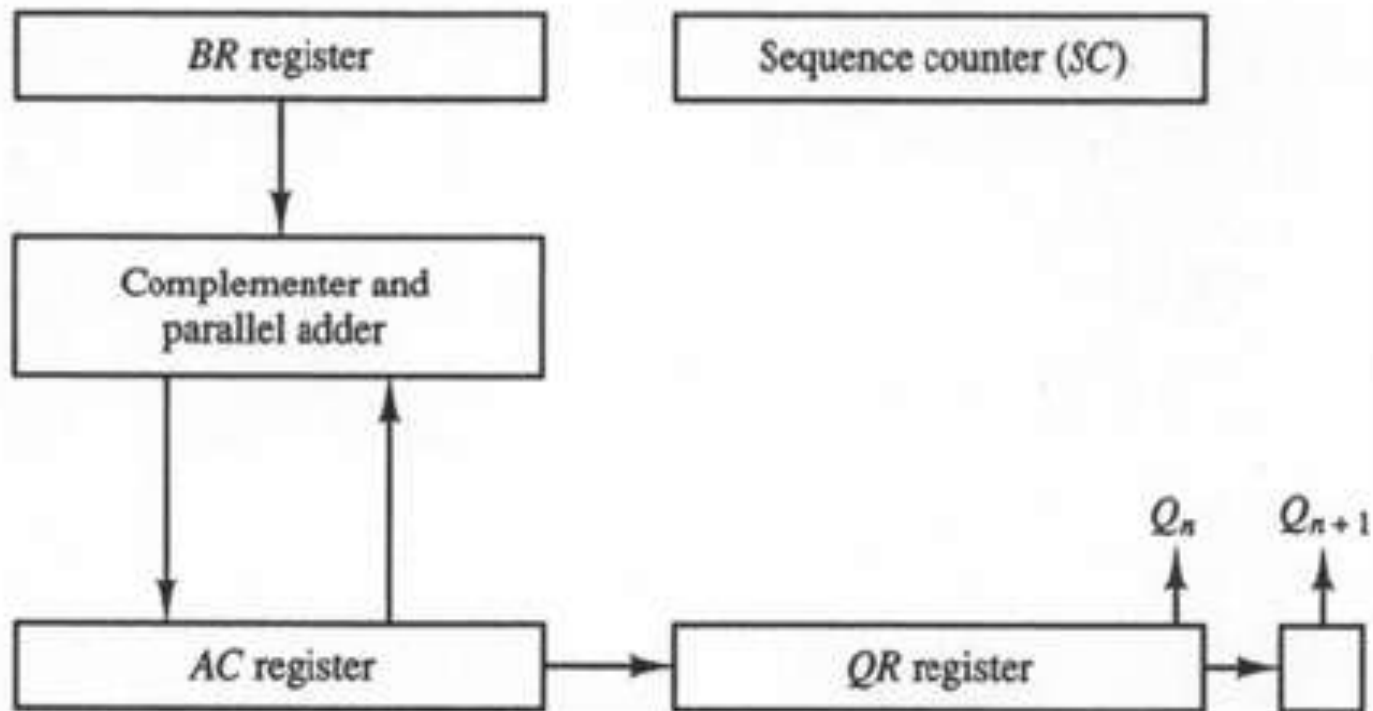 BR register
Sequence counter (SC)
Complementer and
parallel adder
Qn
Qn+1
AC register
QR register